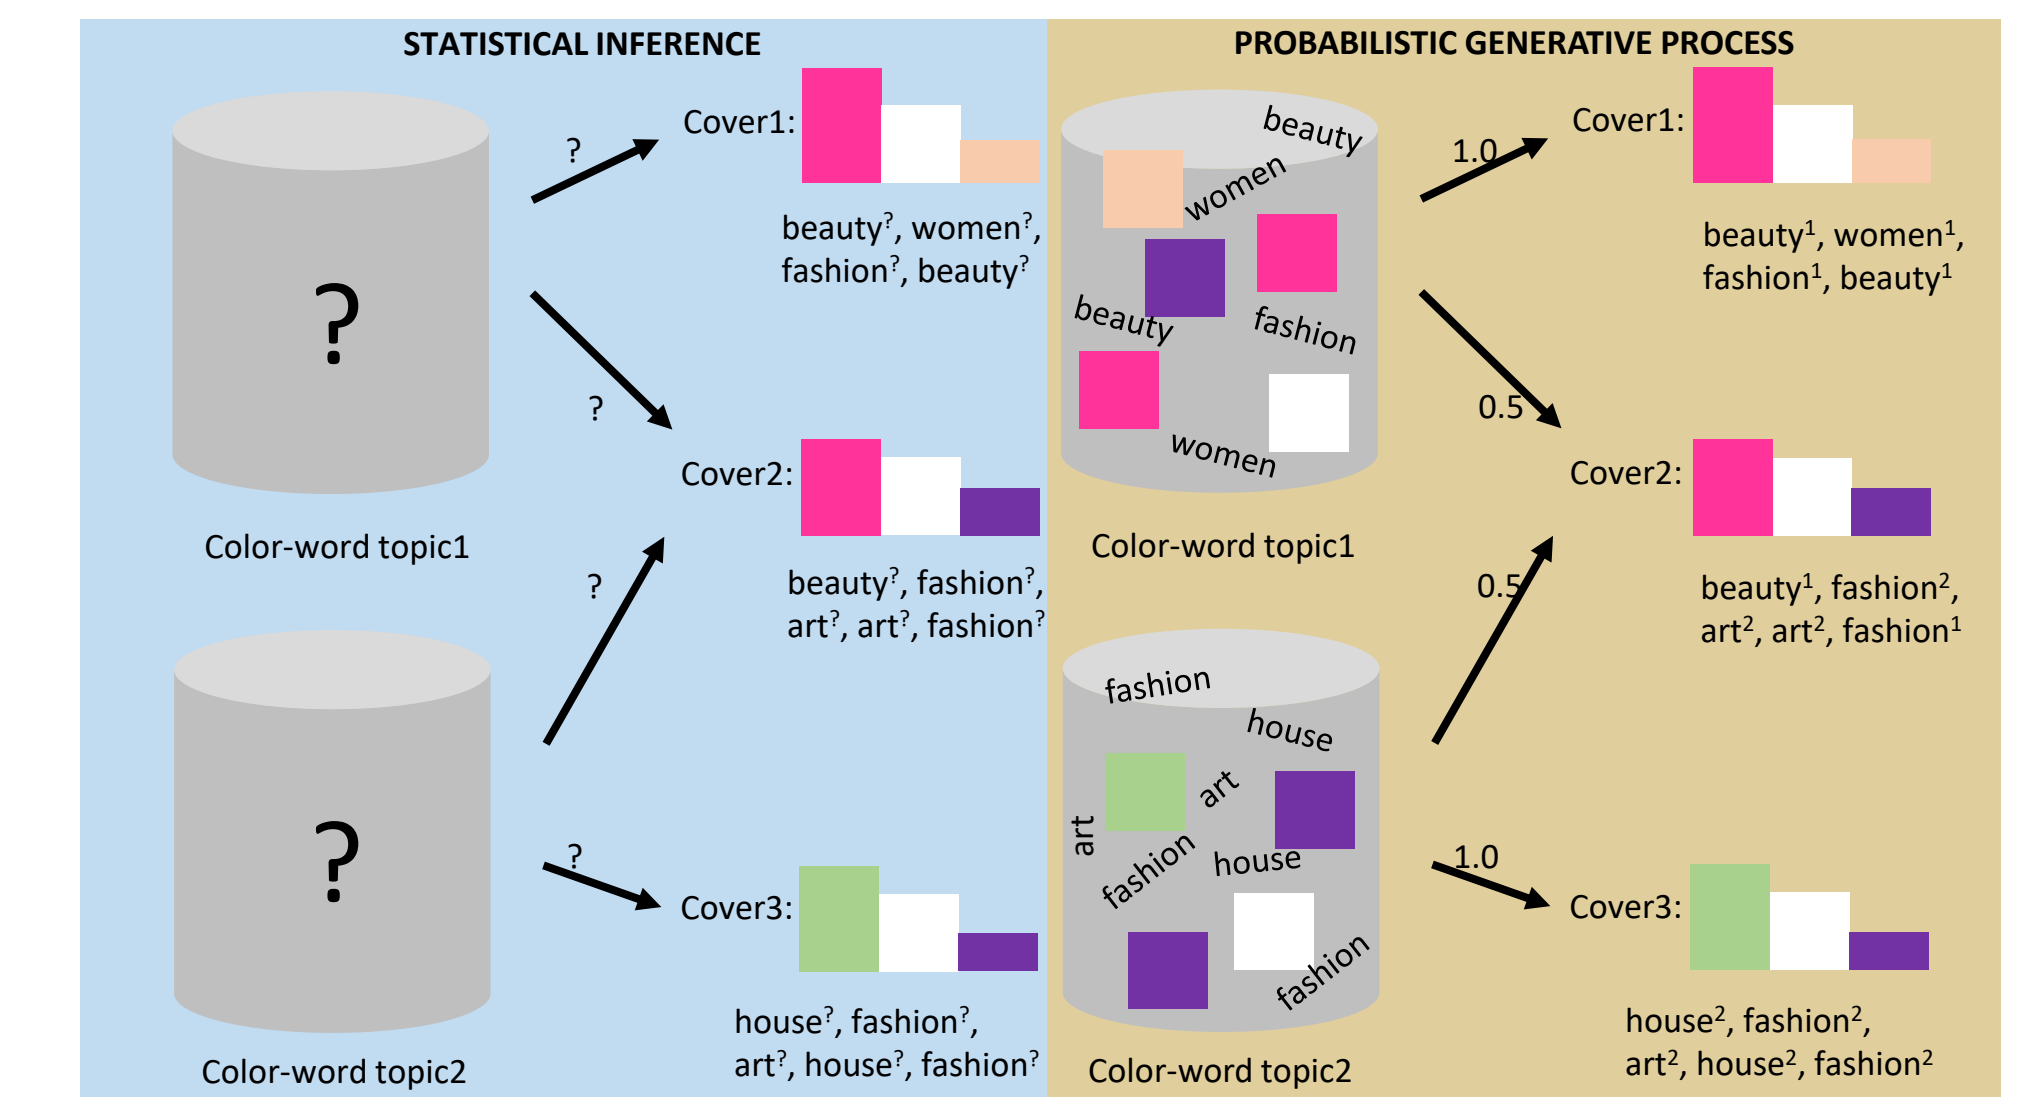 STATISTICAL INFERENCE
?
Color-word topic1
?
Color-word topic2
?
?
?
?
Cover1:
beauty?, women?,
fashion?, beauty?
Cover2:
beauty?, fashion?,
art?, art?, fashion?
Cover3:
house?, fashion?,
art?, house?, fashion?
PROBABILISTIC GENERATIVE PROCESS
beauty
women
beauty
fashion
women
Color-word topic1
fashion
house
art
art
fashion
house
fashion
Color-word topic2
1.0
0.5
0.5
1.0
Cover1:
beauty¹, women¹,
fashion¹, beauty¹
Cover2:
beauty¹, fashion²,
art², art², fashion¹
Cover3:
house², fashion²,
art², house², fashion²